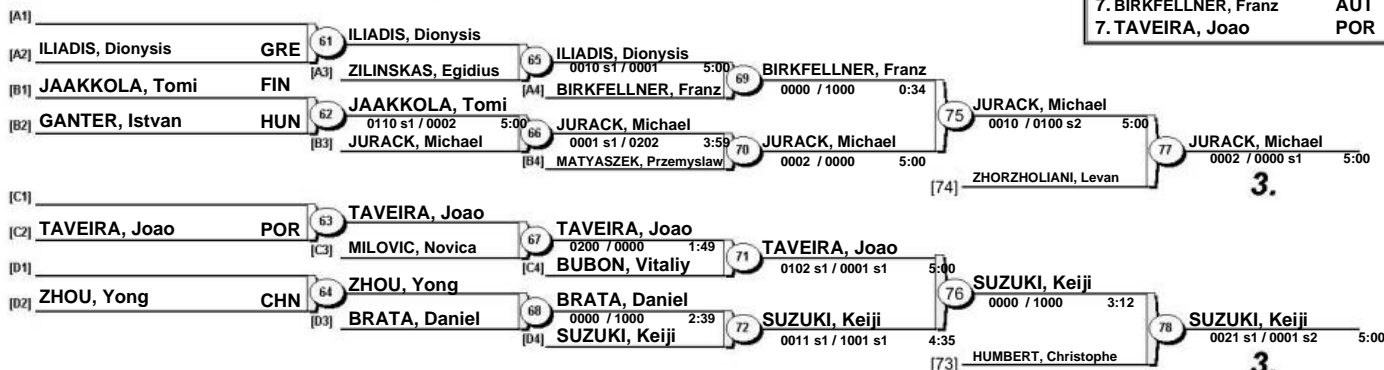 7. BIRKFELLNER, Franz AUT
7. TAVEIRA, Joao POR
[A1]
[A2] ILIADIS, Dionysis GRE
61
ILIADIS, Dionysis
[A3] ZILINSKAS, Egidius
65
ILIADIS, Dionysis
0010 s1 / 0001 5:00
[A4] BIRKFELLNER, Franz
69
BIRKFELLNER, Franz
0000 / 1000 0:34
[B1] JAAKKOLA, Tomi FIN
[B2] GANTER, Istvan HUN
62
JAAKKOLA, Tomi
0110 s1 / 0002 5:00
[B3] JURACK, Michael
66
JURACK, Michael
0001 s1 / 0202 3:59
[B4] MATYASZEK, Przemyslaw
70
JURACK, Michael
0002 / 0000 5:00
75
JURACK, Michael
0010 / 0100 s2 5:00
[74] ZHORZHOLIANI, Levan
77
JURACK, Michael
0002 / 0000 s1 5:00
3.
[C1]
[C2] TAVEIRA, Joao POR
63
TAVEIRA, Joao
[C3] MILOVIC, Novica
67
TAVEIRA, Joao
0200 / 0000 1:49
[C4] BUBON, Vitaliy
71
TAVEIRA, Joao
0102 s1 / 0001 s1 5:00
[D1]
[D2] ZHOU, Yong CHN
64
ZHOU, Yong
[D3] BRATA, Daniel
68
BRATA, Daniel
0000 / 1000 2:39
[D4] SUZUKI, Keiji
72
SUZUKI, Keiji
0011 s1 / 1001 s1 4:35
76
SUZUKI, Keiji
0000 / 1000 3:12
[73] HUMBERT, Christophe
78
SUZUKI, Keiji
0021 s1 / 0001 s2 5:00
3.